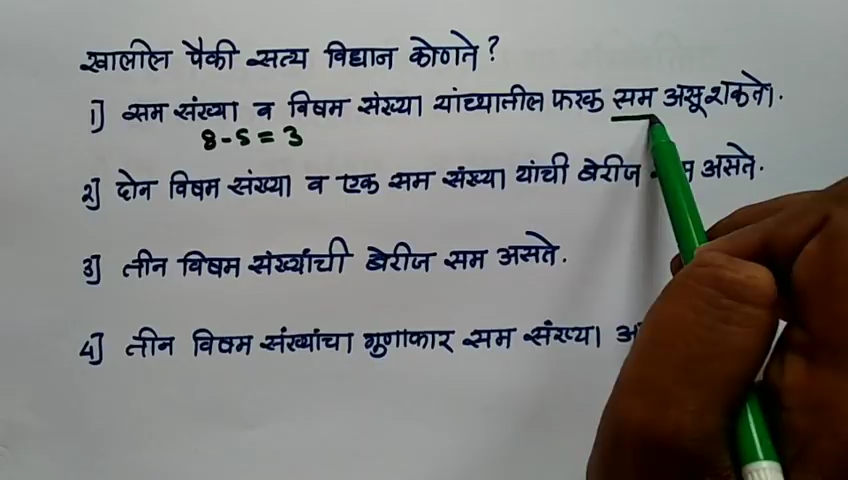 खालील पैकी सत्य विधान कोणते?
1] सम संख्या व विषम संख्या यांच्यातील फरक सम असू शकतो.
8-5=3
2] दोन विषम संख्या व एक सम संख्या यांची बेरीज असते.
3] तीन विषम संख्यांची बेरीज सम असते.
4] तीन विषम संख्यांचा गुणाकार सम संख्या